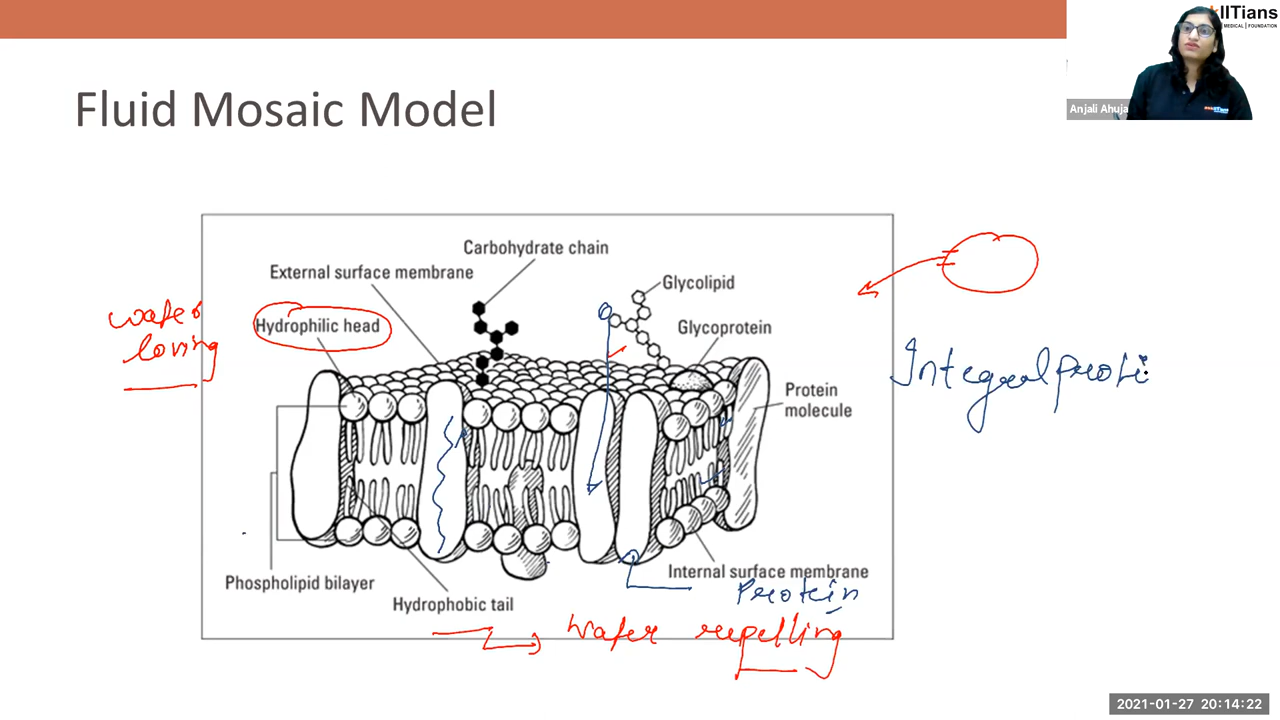 IITians
MEDICAL | FOUNDATION
Anjali Ahuja
Fluid Mosaic Model
Carbohydrate chain
External surface membrane
Glycolipid
Hydrophilic head
Glycoprotein
water
loving
Integral protei
Protein
molecule
Phospholipid bilayer
Internal surface membrane
Protein
Hydrophobic tail
water repelling
2021-01-27 20:14:22